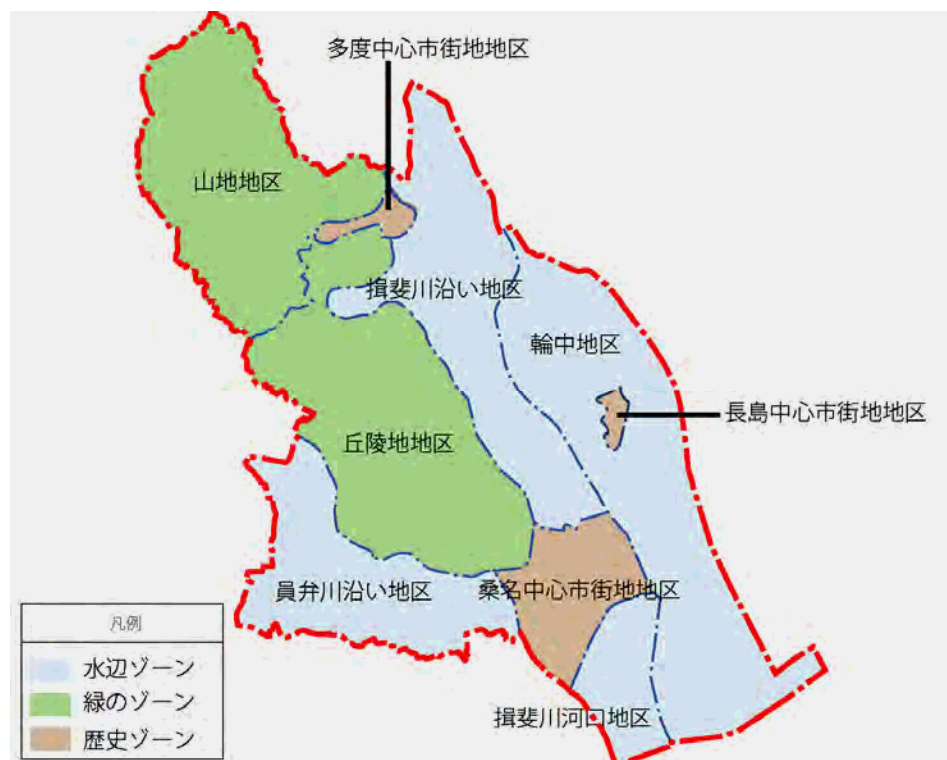 多度中心市街地地区
山地地区
揖斐川沿い地区
輪中地区
長島中心市街地地区
丘陵地地区
員弁川沿い地区
桑名中心市街地地区
揖斐川河口地区
凡例
水辺ゾーン
緑のゾーン
歴史ゾーン